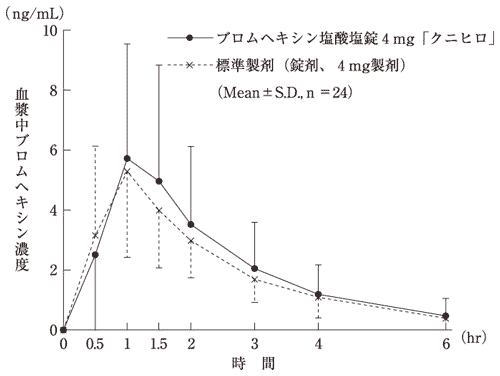 (ng/mL)
10
8
6
4
2
0
血漿中ブロムヘキシン濃度
ブロムヘキシン塩酸塩錠4mg「クニヒロ」
標準製剤（錠剤、4mg製剤）
(Mean±S.D., n=24)
0 0.5 1 1.5 2 3 4 6 (hr)
時間